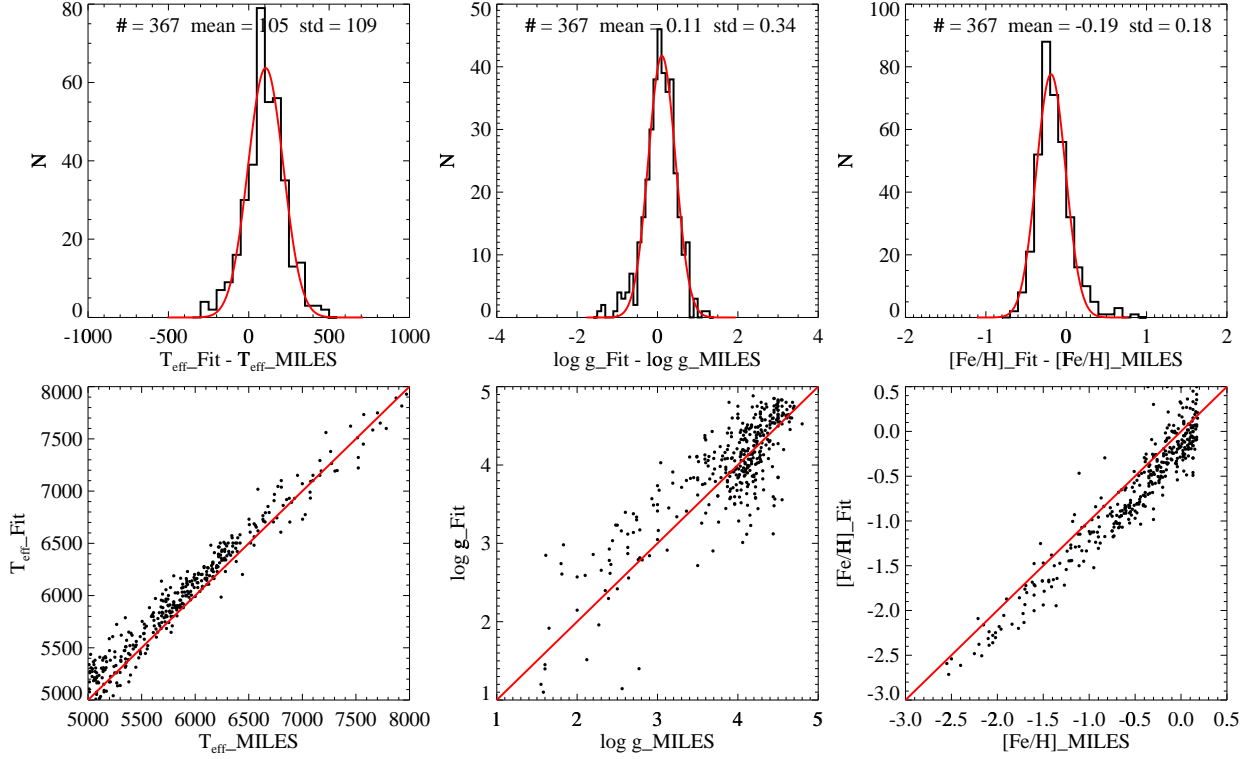 # = 367 mean = 105 std = 109
80
60
40
20
0
N
-1000 -500 0 500 1000
T_eff_Fit - T_eff_MILES
# = 367 mean = 0.11 std = 0.34
50
40
30
20
10
0
N
-4 -2 0 2 4
log g_Fit - log g_MILES
# = 367 mean = -0.19 std = 0.18
100
80
60
40
20
0
N
-2 -1 0 1 2
[Fe/H]_Fit - [Fe/H]_MILES
8000
7500
7000
6500
6000
5500
5000
T_eff_Fit
5000 5500 6000 6500 7000 7500 8000
T_eff_MILES
5
4
3
2
1
log g_Fit
1 2 3 4 5
log g_MILES
0.5
0.0
-0.5
-1.0
-1.5
-2.0
-2.5
-3.0
[Fe/H]_Fit
-3.0 -2.5 -2.0 -1.5 -1.0 -0.5 0.0 0.5
[Fe/H]_MILES